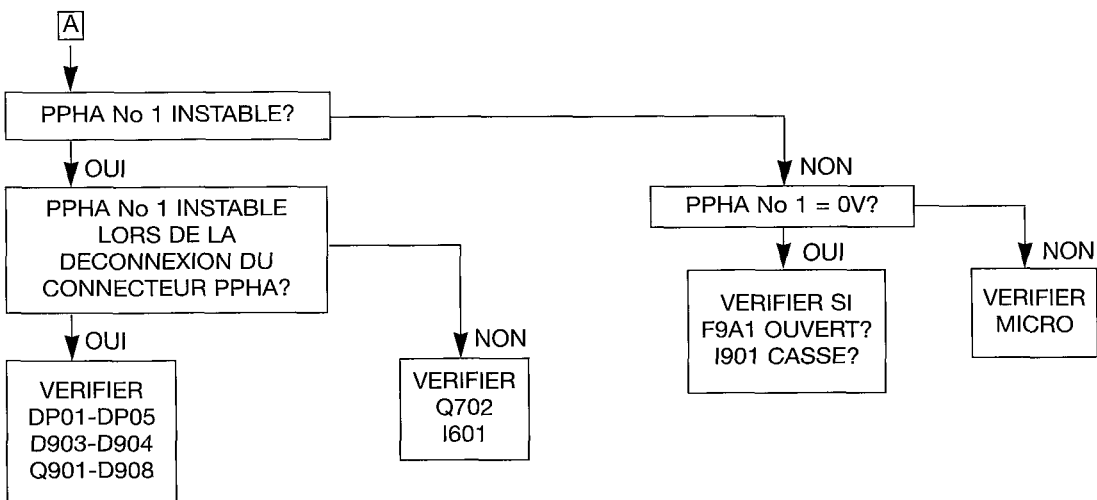 A
PPHA No 1 INSTABLE?
OUI
NON
PPHA No 1 INSTABLE
LORS DE LA
DECONNEXION DU
CONNECTEUR PPHA?
PPHA No 1 = 0V?
OUI
NON
OUI
NON
VERIFIER
DP01-DP05
D903-D904
Q901-D908
VERIFIER
Q702
I601
VERIFIER SI
F9A1 OUVERT?
I901 CASSE?
VERIFIER
MICRO